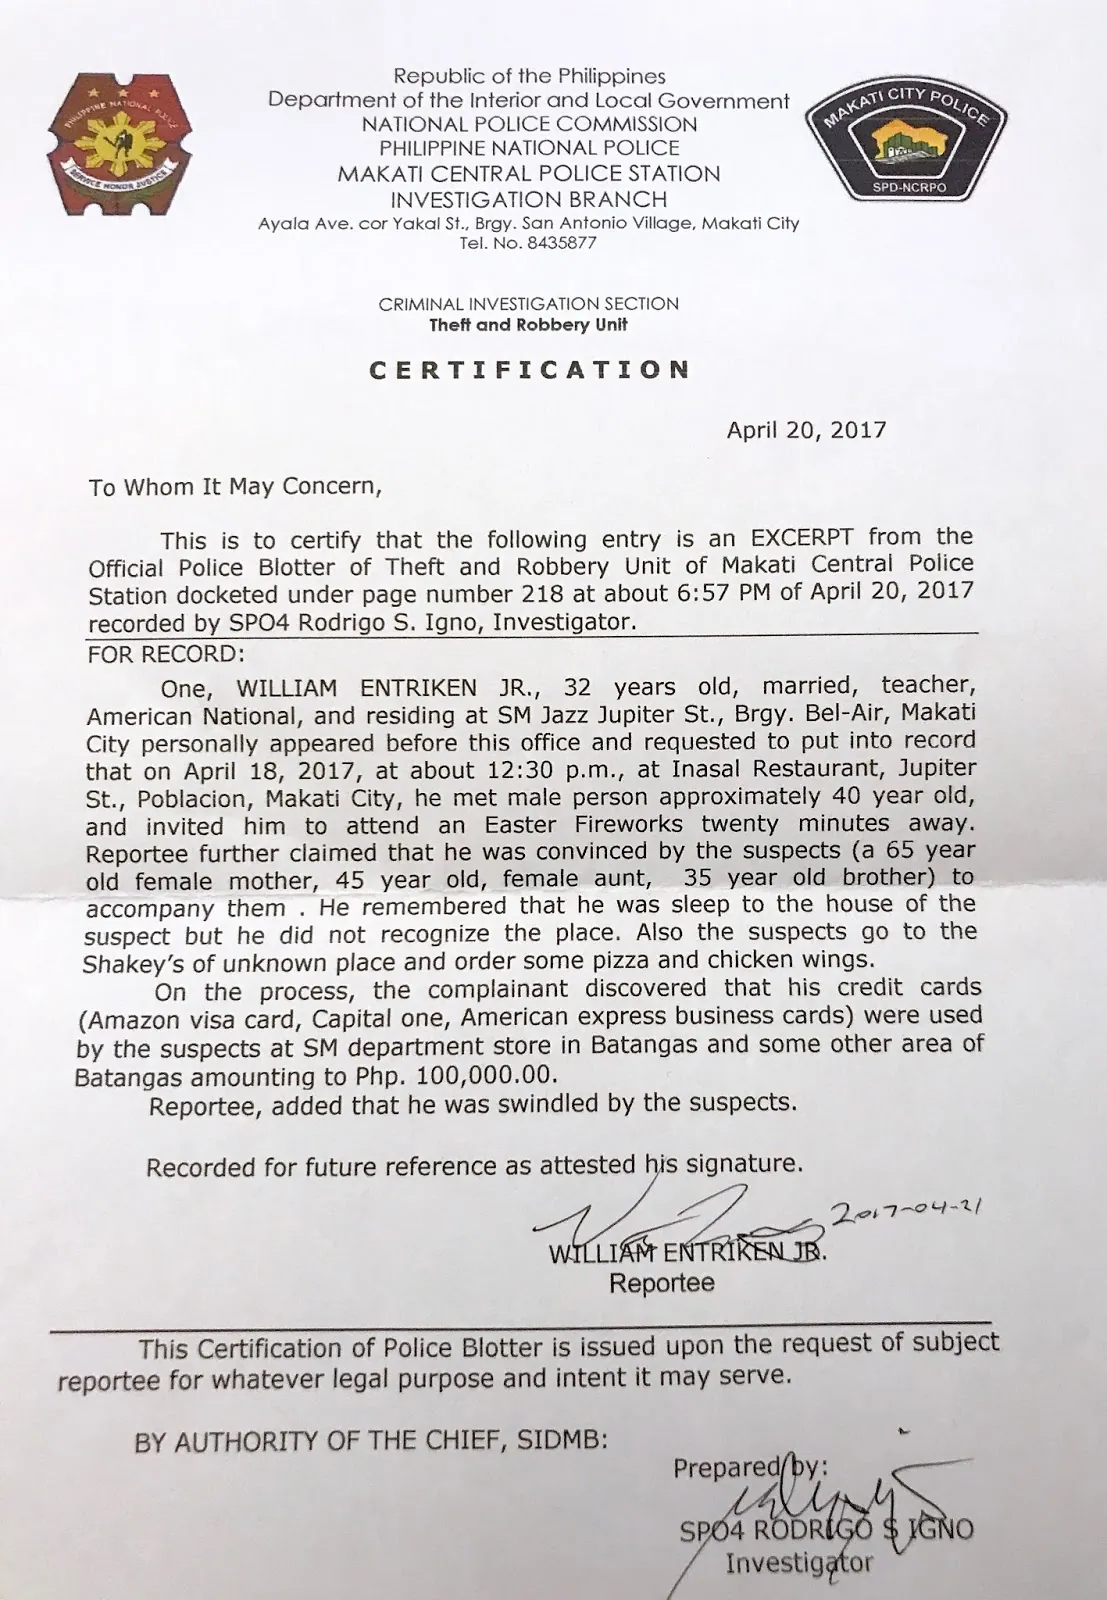 Republic of the Philippines
Department of the Interior and Local Government
NATIONAL POLICE COMMISSION
PHILIPPINE NATIONAL POLICE
MAKATI CENTRAL POLICE STATION
INVESTIGATION BRANCH
Ayala Ave. cor Yakal St., Brgy. San Antonio Village, Makati City
Tel. No. 8435877
PHILIPPINE NATIONAL POLICE
SERVICE HONOR JUSTICE
MAKATI CITY POLICE
SPD-NCRPO
CRIMINAL INVESTIGATION SECTION
Theft and Robbery Unit
CERTIFICATION
April 20, 2017
To Whom It May Concern,
This is to certify that the following entry is an EXCERPT from the
Official Police Blotter of Theft and Robbery Unit of Makati Central Police
Station docketed under page number 218 at about 6:57 PM of April 20, 2017
recorded by SPO4 Rodrigo S. Igno, Investigator.
FOR RECORD:
One, WILLIAM ENTRIKEN JR., 32 years old, married, teacher,
American National, and residing at SM Jazz Jupiter St., Brgy. Bel-Air, Makati
City personally appeared before this office and requested to put into record
that on April 18, 2017, at about 12:30 p.m., at Inasal Restaurant, Jupiter
St., Poblacion, Makati City, he met male person approximately 40 year old,
and invited him to attend an Easter Fireworks twenty minutes away.
Reportee further claimed that he was convinced by the suspects (a 65 year
old female mother, 45 year old, female aunt, 35 year old brother) to
accompany them . He remembered that he was sleep to the house of the
suspect but he did not recognize the place. Also the suspects go to the
Shakey's of unknown place and order some pizza and chicken wings.
On the process, the complainant discovered that his credit cards
(Amazon visa card, Capital one, American express business cards) were used
by the suspects at SM department store in Batangas and some other area of
Batangas amounting to Php. 100,000.00.
Reportee, added that he was swindled by the suspects.
Recorded for future reference as attested his signature.
2017-04-21
WILLIAM ENTRIKEN JR.
Reportee
This Certification of Police Blotter is issued upon the request of subject
reportee for whatever legal purpose and intent it may serve.
BY AUTHORITY OF THE CHIEF, SIDMB:
Prepared by:
SPO4 RODRIGO S IGNO
Investigator